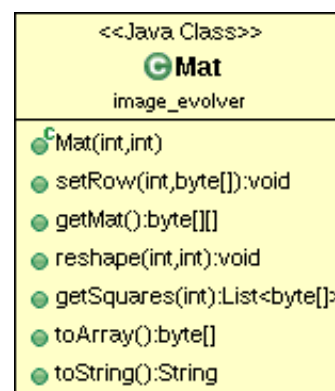 <<Java Class>>
Mat
image_evolver
Mat(int,int)
setRow(int,byte[]):void
getMat():byte[][]
reshape(int,int):void
getSquares(int):List<byte[]>
toArray():byte[]
toString():String